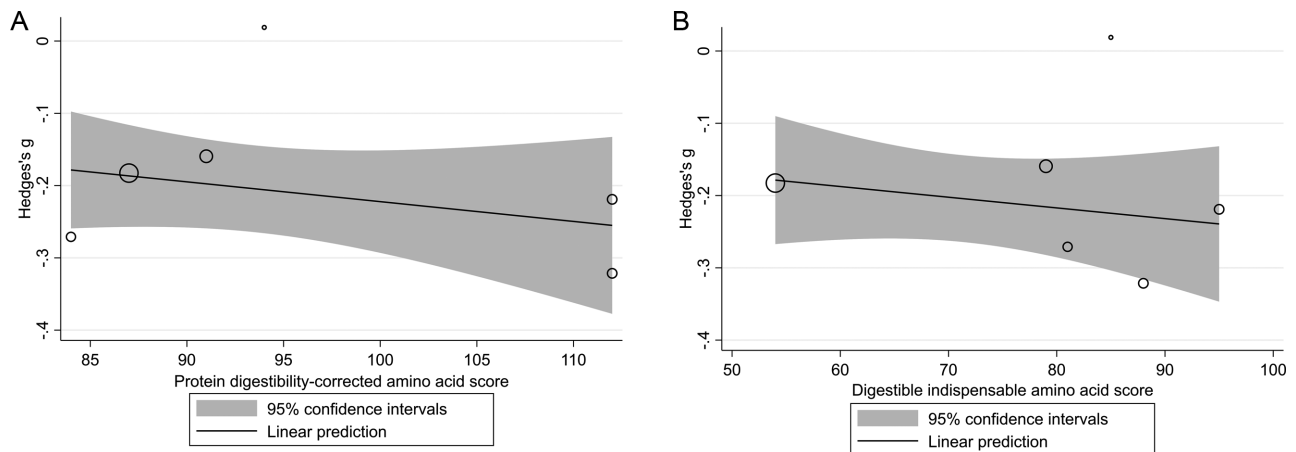 A
0
-.1
-.2
-.3
-.4
Hedges's g
85 90 95 100 105 110
Protein digestibility-corrected amino acid score
95% confidence intervals
Linear prediction
B
0
-.1
-.2
-.3
-.4
Hedges's g
50 60 70 80 90 100
Digestible indispensable amino acid score
95% confidence intervals
Linear prediction